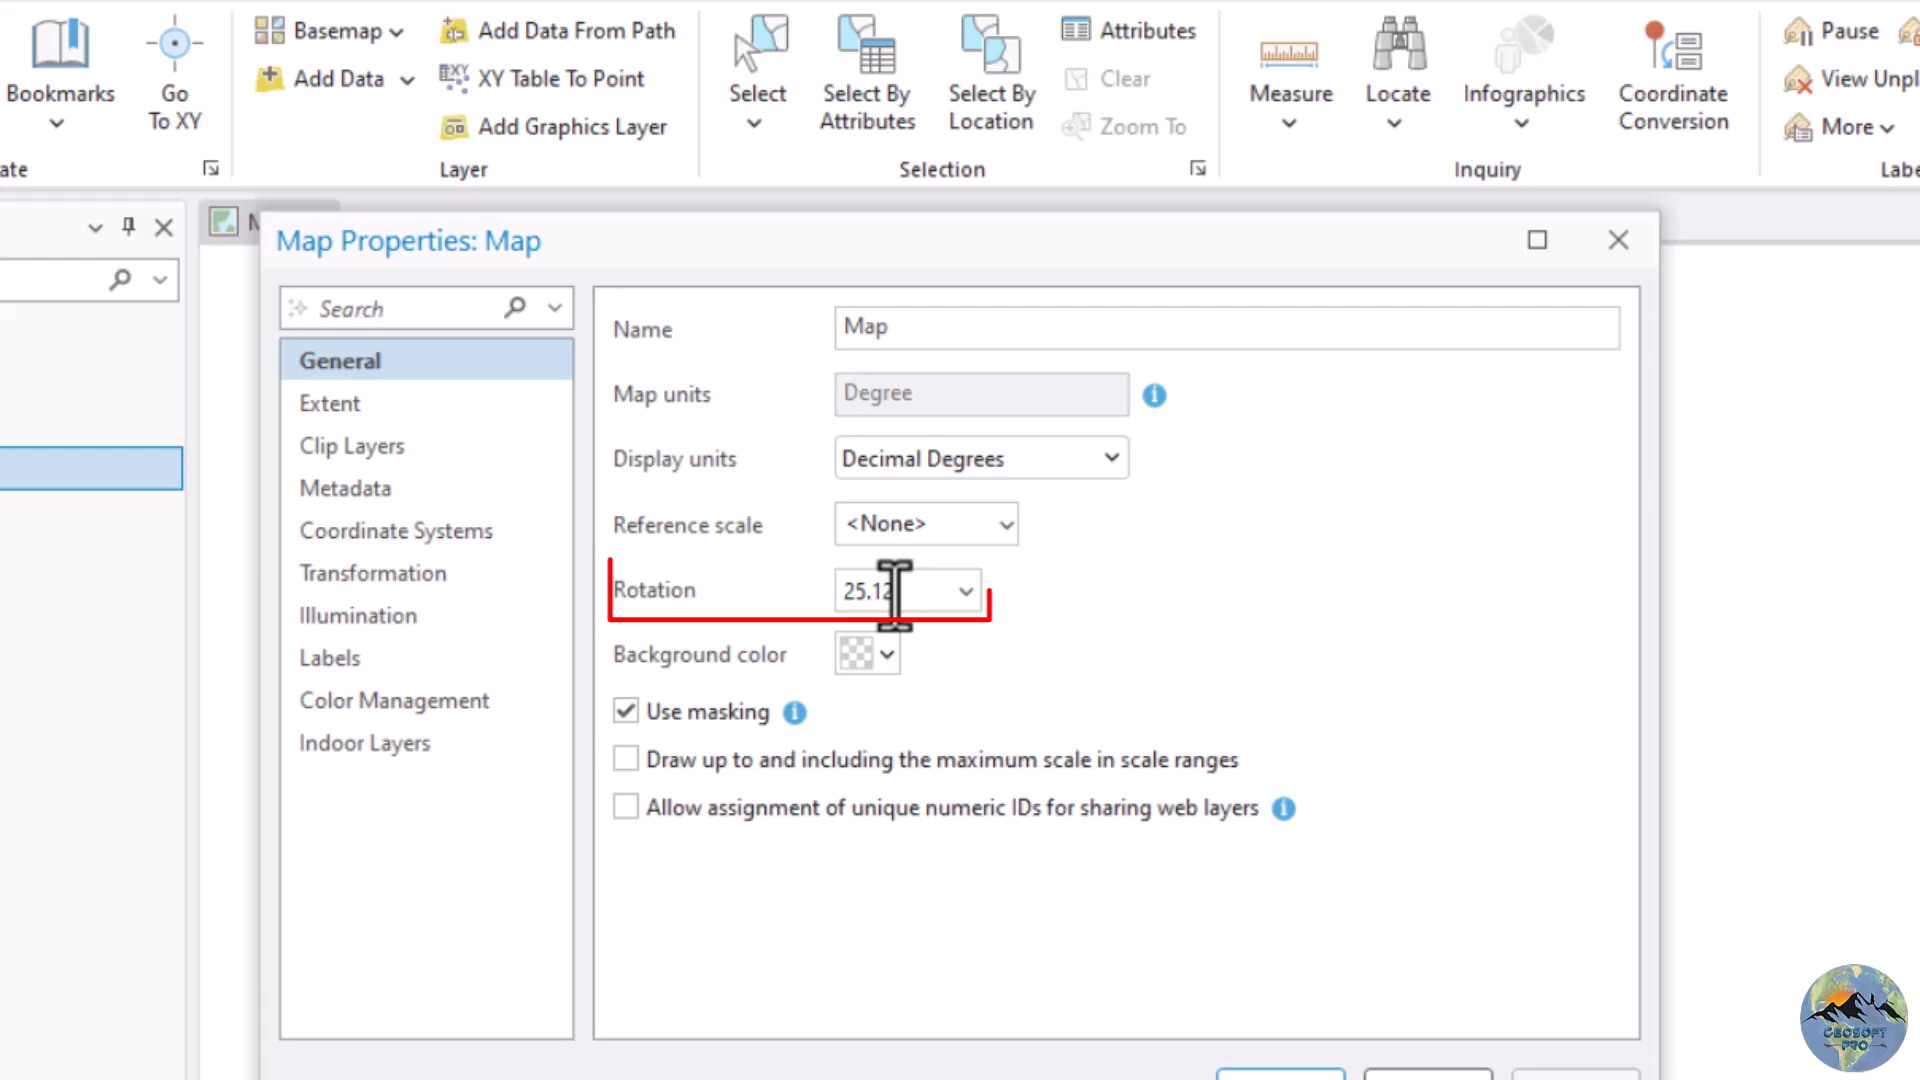 Bookmarks
Go To XY
Basemap
Add Data
Add Data From Path
XY Table To Point
Add Graphics Layer
Layer
Select
Select By Attributes
Select By Location
Attributes
Clear
Zoom To
Selection
Measure
Locate
Infographics
Coordinate Conversion
Inquiry
Pause
View Unpl
More
Labe
ate
Map Properties: Map
Search
General
Extent
Clip Layers
Metadata
Coordinate Systems
Transformation
Illumination
Labels
Color Management
Indoor Layers
Name Map
Map units Degree
Display units Decimal Degrees
Reference scale <None>
Rotation 25.12
Background color
Use masking
Draw up to and including the maximum scale in scale ranges
Allow assignment of unique numeric IDs for sharing web layers
GEOSOFT
PRO